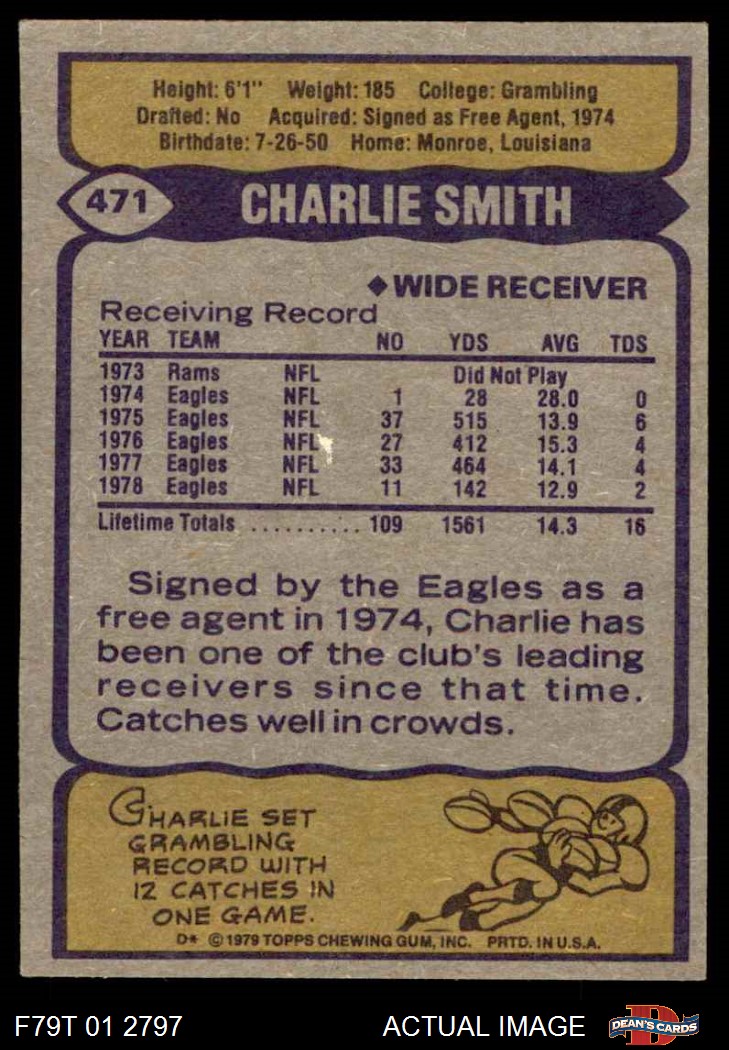 Height: 6'1" Weight: 185 College: Grambling
Drafted: No Acquired: Signed as Free Agent, 1974
Birthdate: 7-26-50 Home: Monroe, Louisiana
471 CHARLIE SMITH
◆WIDE RECEIVER
Receiving Record
YEAR TEAM NO YDS AVG TDS
1973 Rams NFL Did Not Play
1974 Eagles NFL 1 28 28.0 0
1975 Eagles NFL 37 515 13.9 6
1976 Eagles NFL 27 412 15.3 4
1977 Eagles NFL 33 464 14.1 4
1978 Eagles NFL 11 142 12.9 2
Lifetime Totals .......... 109 1561 14.3 16
Signed by the Eagles as a
free agent in 1974, Charlie has
been one of the club's leading
receivers since that time.
Catches well in crowds.
CHARLIE SET
GRAMBLING
RECORD WITH
12 CATCHES IN
ONE GAME.
D* © 1979 TOPPS CHEWING GUM, INC. PRTD. IN U.S.A.
F79T 01 2797 ACTUAL IMAGE D DEAN'S CARDS